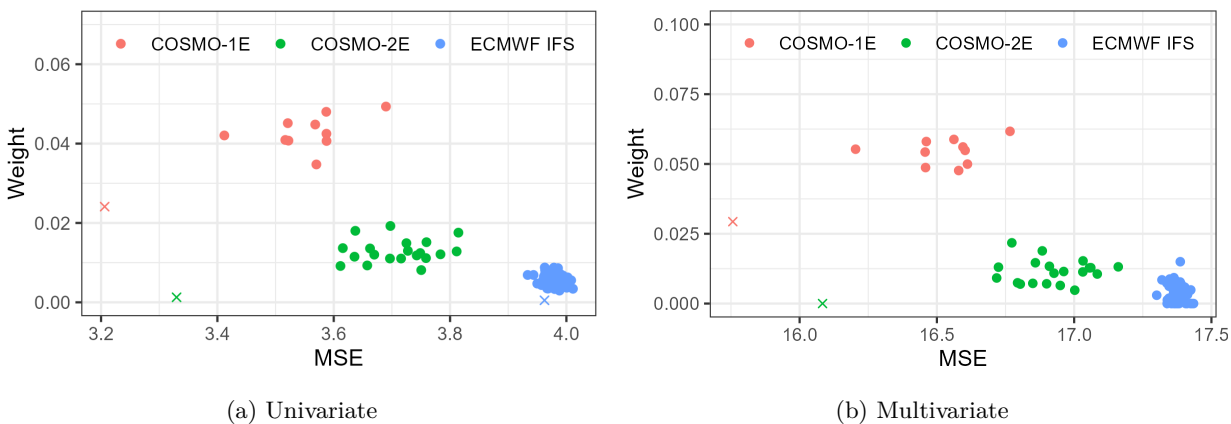 COSMO-1E COSMO-2E ECMWF IFS
0.06
0.04
0.02
0.00
Weight
3.2 3.4 3.6 3.8 4.0
MSE
(a) Univariate
COSMO-1E COSMO-2E ECMWF IFS
0.100
0.075
0.050
0.025
0.000
Weight
16.0 16.5 17.0 17.5
MSE
(b) Multivariate